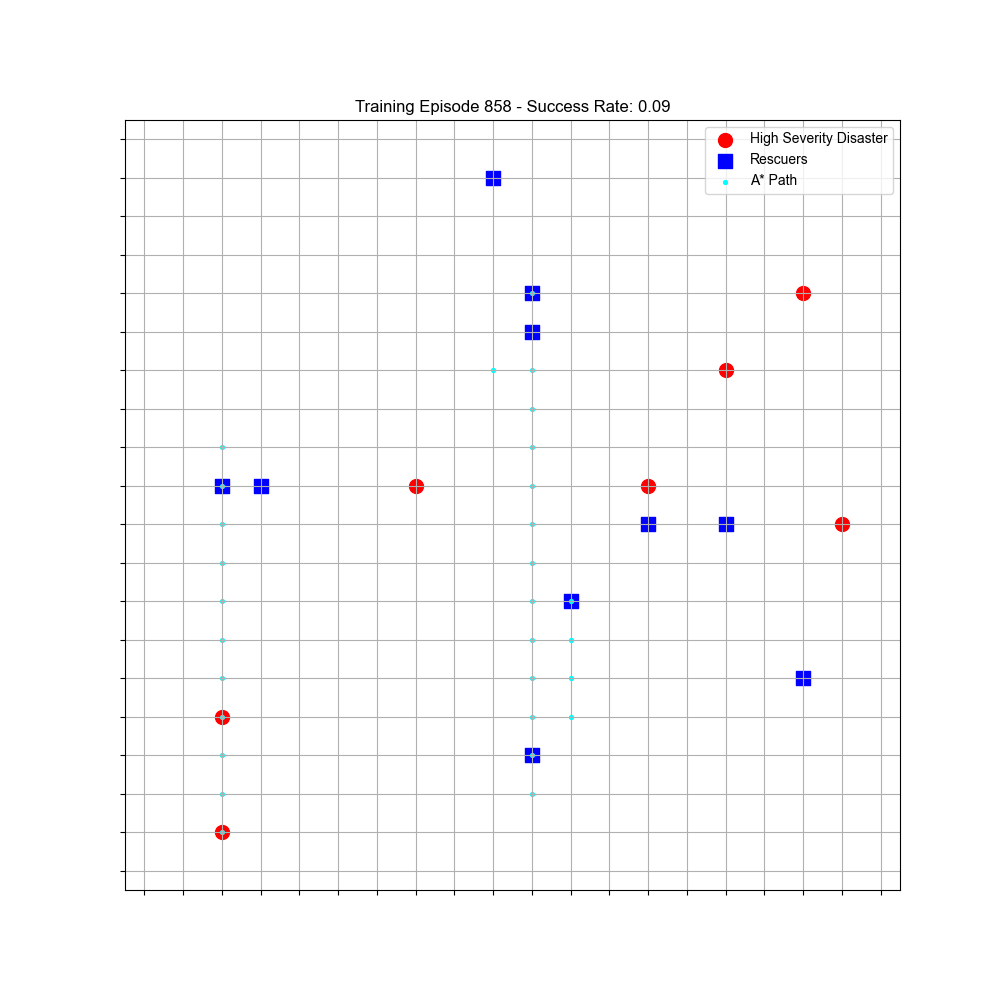 Training Episode 858 - Success Rate: 0.09
High Severity Disaster
Rescuers
A* Path